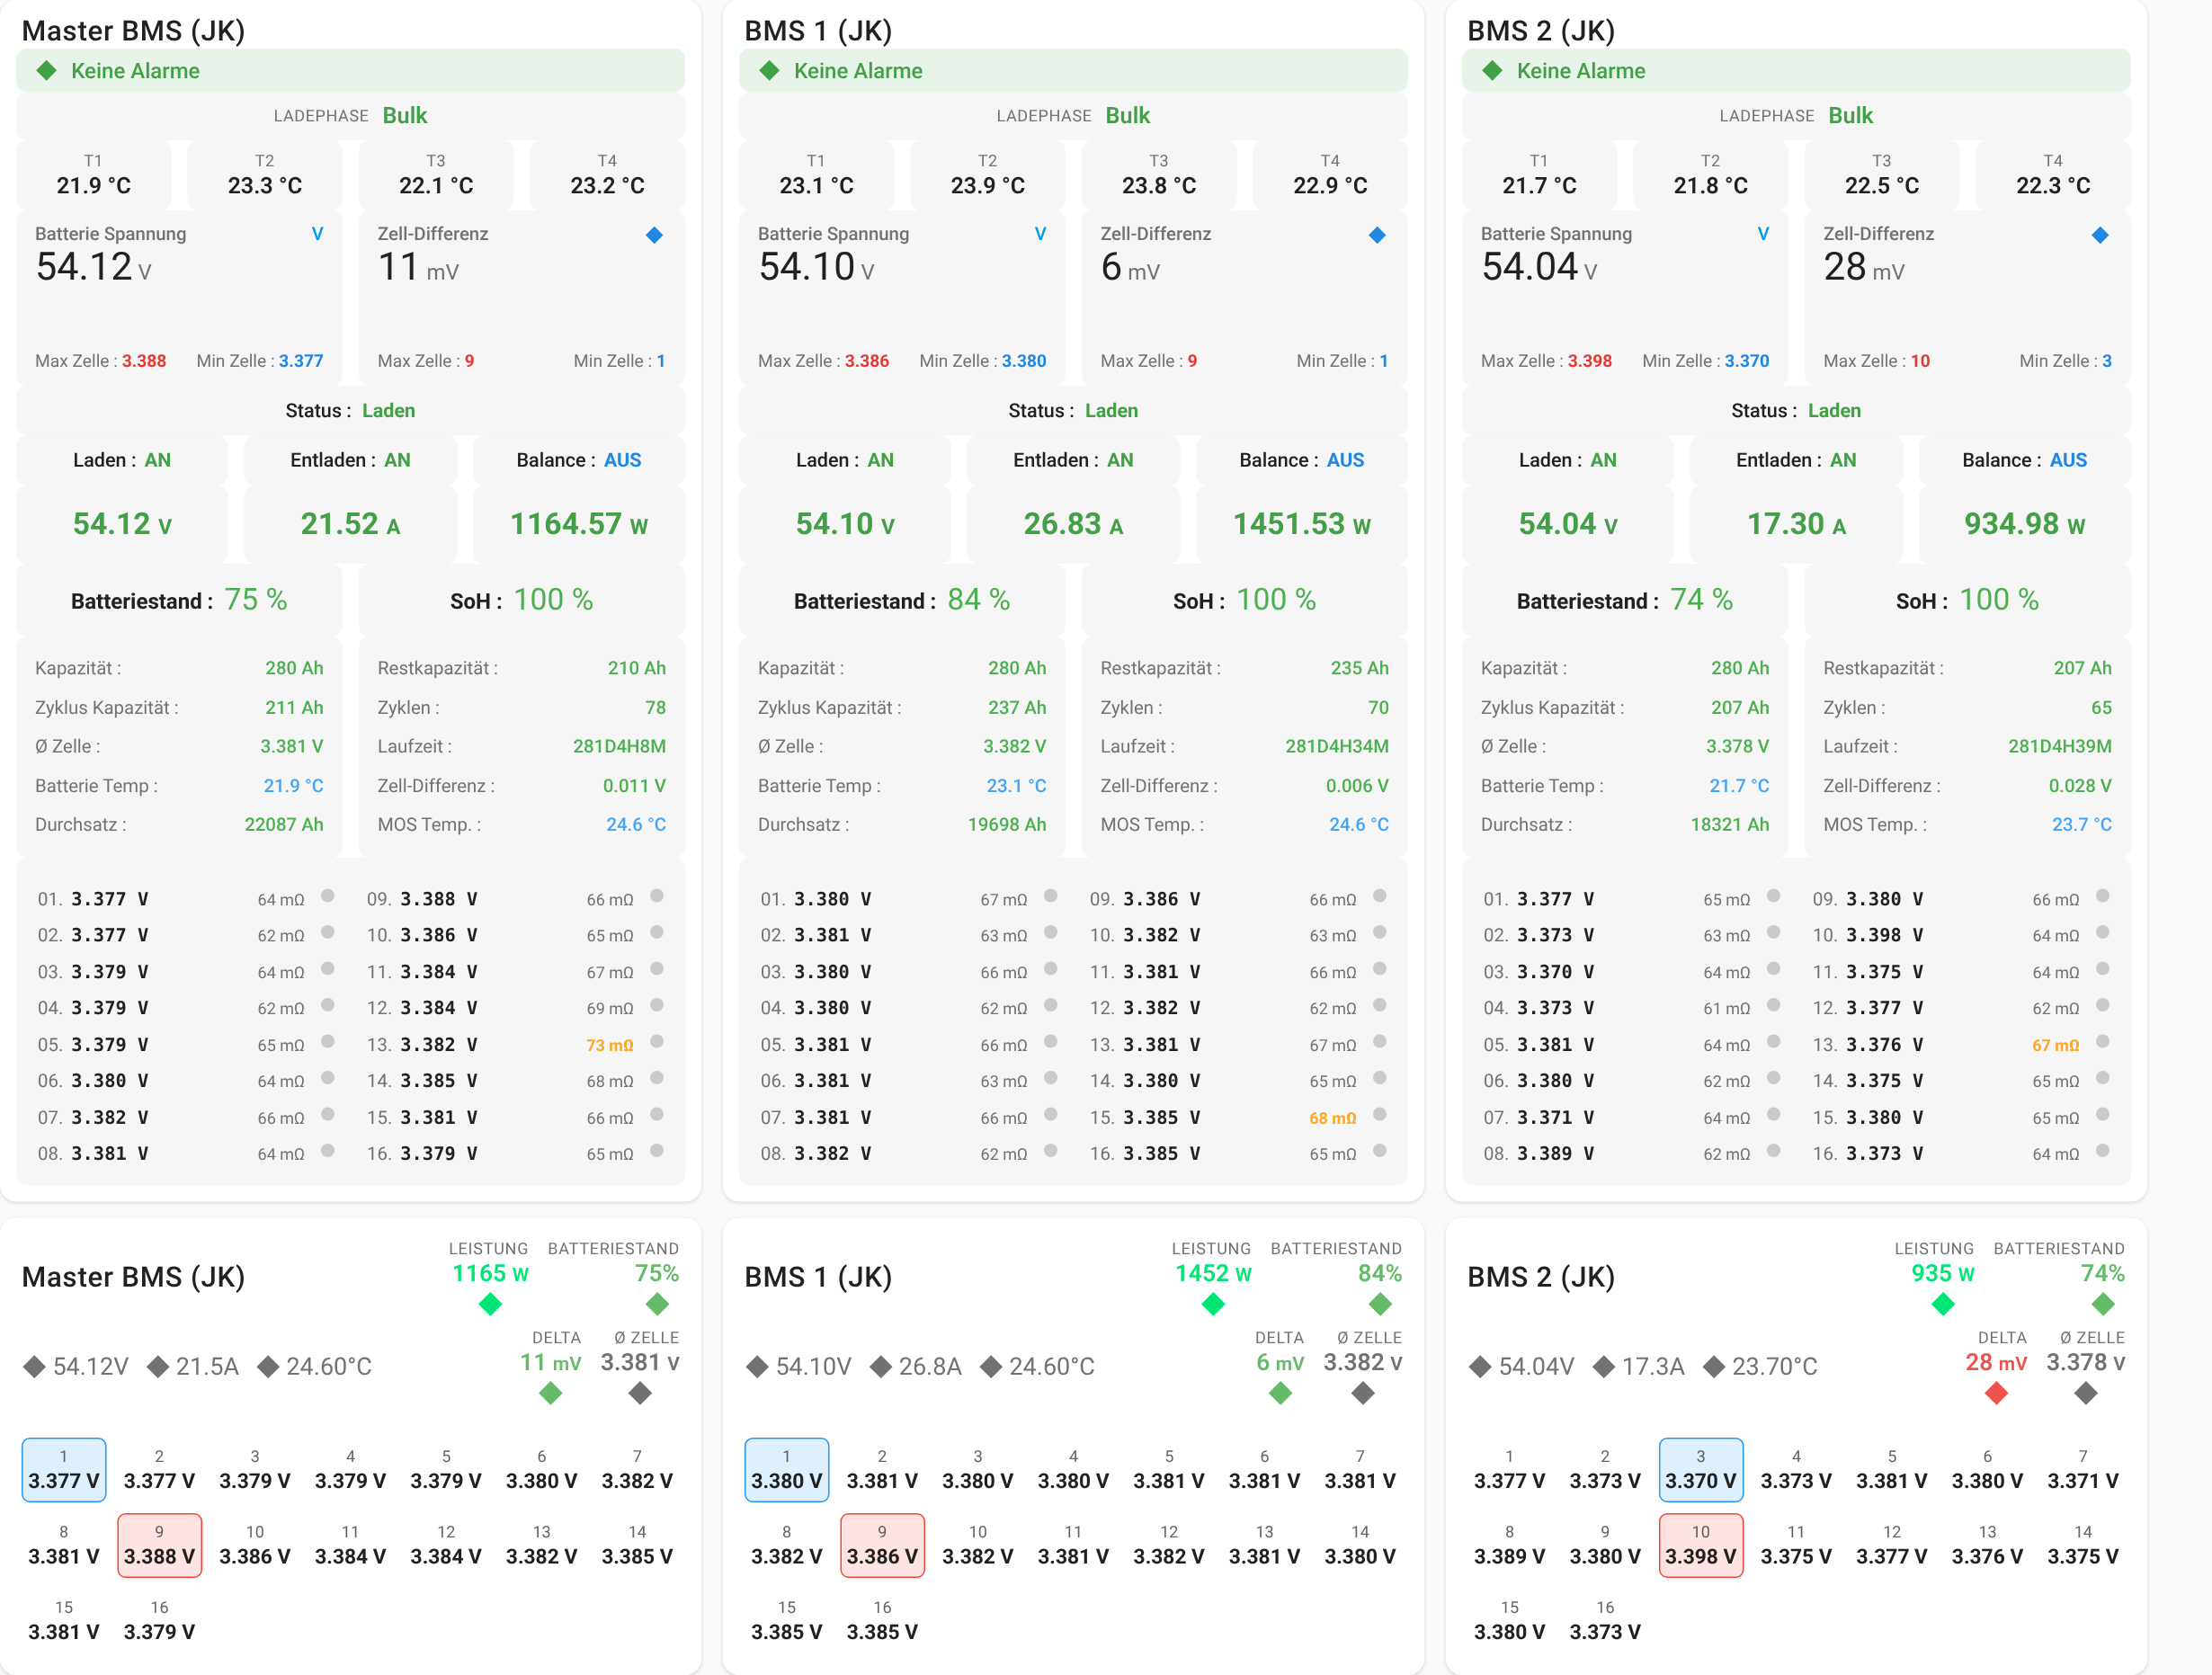 Master BMS (JK)
Keine Alarme
LADEPHASE Bulk
T1 T2 T3 T4
21.9 °C 23.3 °C 22.1 °C 23.2 °C
Batterie Spannung V Zell-Differenz
54.12 V 11 mV
Max Zelle : 3.388 Min Zelle : 3.377 Max Zelle : 9 Min Zelle : 1
Status : Laden
Laden : AN Entladen : AN Balance : AUS
54.12 V 21.52 A 1164.57 W
Batteriestand : 75 % SoH : 100 %
Kapazität : 280 Ah Restkapazität : 210 Ah
Zyklus Kapazität : 211 Ah Zyklen : 78
Ø Zelle : 3.381 V Laufzeit : 281D4H8M
Batterie Temp : 21.9 °C Zell-Differenz : 0.011 V
Durchsatz : 22087 Ah MOS Temp. : 24.6 °C
01. 3.377 V 64 mΩ 09. 3.388 V 66 mΩ
02. 3.377 V 62 mΩ 10. 3.386 V 65 mΩ
03. 3.379 V 64 mΩ 11. 3.384 V 67 mΩ
04. 3.379 V 62 mΩ 12. 3.384 V 69 mΩ
05. 3.379 V 65 mΩ 13. 3.382 V 73 mΩ
06. 3.380 V 64 mΩ 14. 3.385 V 68 mΩ
07. 3.382 V 66 mΩ 15. 3.381 V 66 mΩ
08. 3.381 V 64 mΩ 16. 3.379 V 65 mΩ
BMS 1 (JK)
Keine Alarme
LADEPHASE Bulk
T1 T2 T3 T4
23.1 °C 23.9 °C 23.8 °C 22.9 °C
Batterie Spannung V Zell-Differenz
54.10 V 6 mV
Max Zelle : 3.386 Min Zelle : 3.380 Max Zelle : 9 Min Zelle : 1
Status : Laden
Laden : AN Entladen : AN Balance : AUS
54.10 V 26.83 A 1451.53 W
Batteriestand : 84 % SoH : 100 %
Kapazität : 280 Ah Restkapazität : 235 Ah
Zyklus Kapazität : 237 Ah Zyklen : 70
Ø Zelle : 3.382 V Laufzeit : 281D4H34M
Batterie Temp : 23.1 °C Zell-Differenz : 0.006 V
Durchsatz : 19698 Ah MOS Temp. : 24.6 °C
01. 3.380 V 67 mΩ 09. 3.386 V 66 mΩ
02. 3.381 V 63 mΩ 10. 3.382 V 63 mΩ
03. 3.380 V 66 mΩ 11. 3.381 V 66 mΩ
04. 3.380 V 62 mΩ 12. 3.382 V 62 mΩ
05. 3.381 V 66 mΩ 13. 3.381 V 67 mΩ
06. 3.381 V 63 mΩ 14. 3.380 V 65 mΩ
07. 3.381 V 66 mΩ 15. 3.385 V 68 mΩ
08. 3.382 V 62 mΩ 16. 3.385 V 65 mΩ
BMS 2 (JK)
Keine Alarme
LADEPHASE Bulk
T1 T2 T3 T4
21.7 °C 21.8 °C 22.5 °C 22.3 °C
Batterie Spannung V Zell-Differenz
54.04 V 28 mV
Max Zelle : 3.398 Min Zelle : 3.370 Max Zelle : 10 Min Zelle : 3
Status : Laden
Laden : AN Entladen : AN Balance : AUS
54.04 V 17.30 A 934.98 W
Batteriestand : 74 % SoH : 100 %
Kapazität : 280 Ah Restkapazität : 207 Ah
Zyklus Kapazität : 207 Ah Zyklen : 65
Ø Zelle : 3.378 V Laufzeit : 281D4H39M
Batterie Temp : 21.7 °C Zell-Differenz : 0.028 V
Durchsatz : 18321 Ah MOS Temp. : 23.7 °C
01. 3.377 V 65 mΩ 09. 3.380 V 66 mΩ
02. 3.373 V 63 mΩ 10. 3.398 V 64 mΩ
03. 3.370 V 64 mΩ 11. 3.375 V 64 mΩ
04. 3.373 V 61 mΩ 12. 3.377 V 62 mΩ
05. 3.381 V 64 mΩ 13. 3.376 V 67 mΩ
06. 3.380 V 62 mΩ 14. 3.375 V 65 mΩ
07. 3.371 V 64 mΩ 15. 3.380 V 65 mΩ
08. 3.389 V 62 mΩ 16. 3.373 V 64 mΩ
LEISTUNG BATTERIESTAND
Master BMS (JK) 1165 W 75%
DELTA Ø ZELLE
54.12V 21.5A 24.60°C 11 mV 3.381 V
1 2 3 4 5 6 7
3.377 V 3.377 V 3.379 V 3.379 V 3.379 V 3.380 V 3.382 V
8 9 10 11 12 13 14
3.381 V 3.388 V 3.386 V 3.384 V 3.384 V 3.382 V 3.385 V
15 16
3.381 V 3.379 V
LEISTUNG BATTERIESTAND
BMS 1 (JK) 1452 W 84%
DELTA Ø ZELLE
54.10V 26.8A 24.60°C 6 mV 3.382 V
1 2 3 4 5 6 7
3.380 V 3.381 V 3.380 V 3.380 V 3.381 V 3.381 V 3.381 V
8 9 10 11 12 13 14
3.382 V 3.386 V 3.382 V 3.381 V 3.382 V 3.381 V 3.380 V
15 16
3.385 V 3.385 V
LEISTUNG BATTERIESTAND
BMS 2 (JK) 935 W 74%
DELTA Ø ZELLE
54.04V 17.3A 23.70°C 28 mV 3.378 V
1 2 3 4 5 6 7
3.377 V 3.373 V 3.370 V 3.373 V 3.381 V 3.380 V 3.371 V
8 9 10 11 12 13 14
3.389 V 3.380 V 3.398 V 3.375 V 3.377 V 3.376 V 3.375 V
15 16
3.380 V 3.373 V